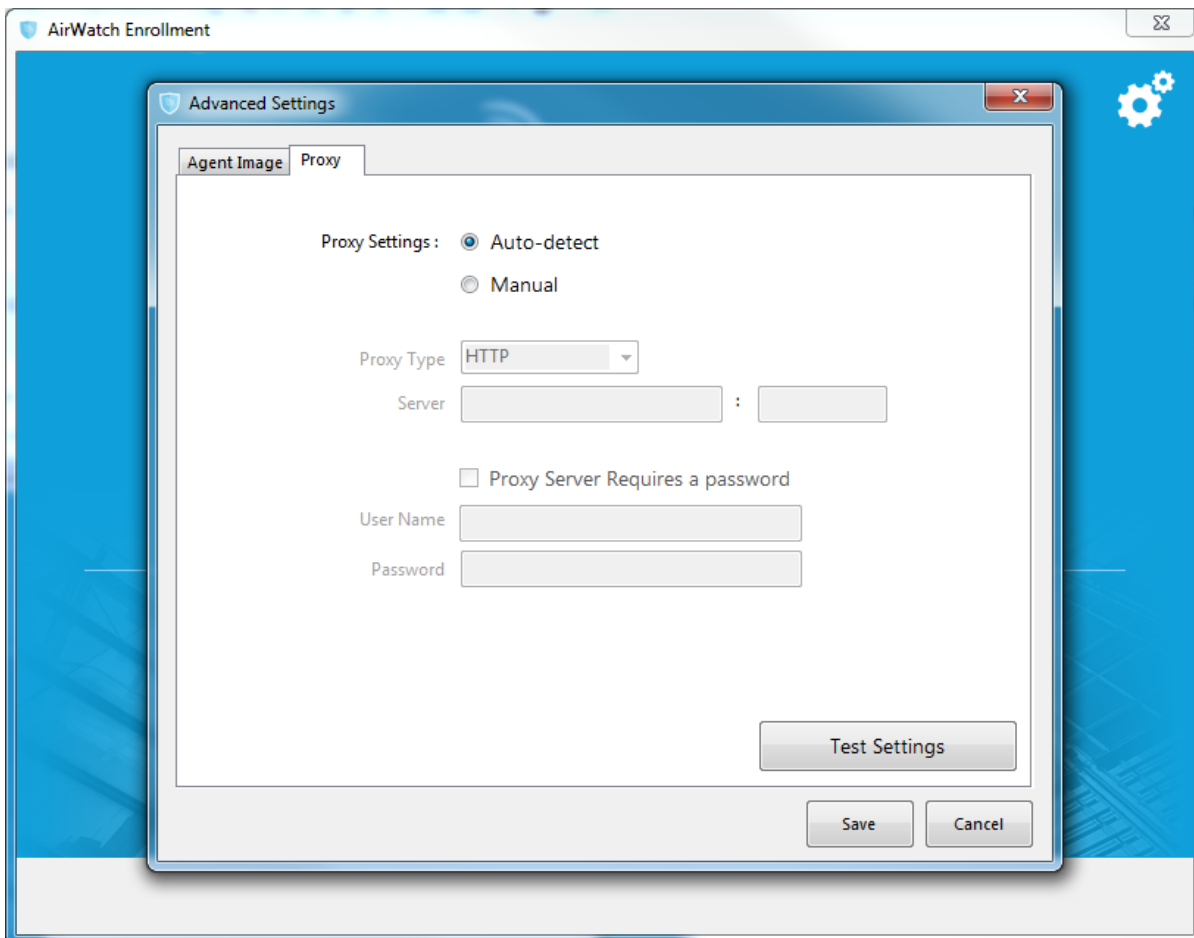 AirWatch Enrollment
Advanced Settings
Agent Image Proxy
Proxy Settings : Auto-detect
Manual
Proxy Type HTTP
Server :
Proxy Server Requires a password
User Name
Password
Test Settings
Save Cancel